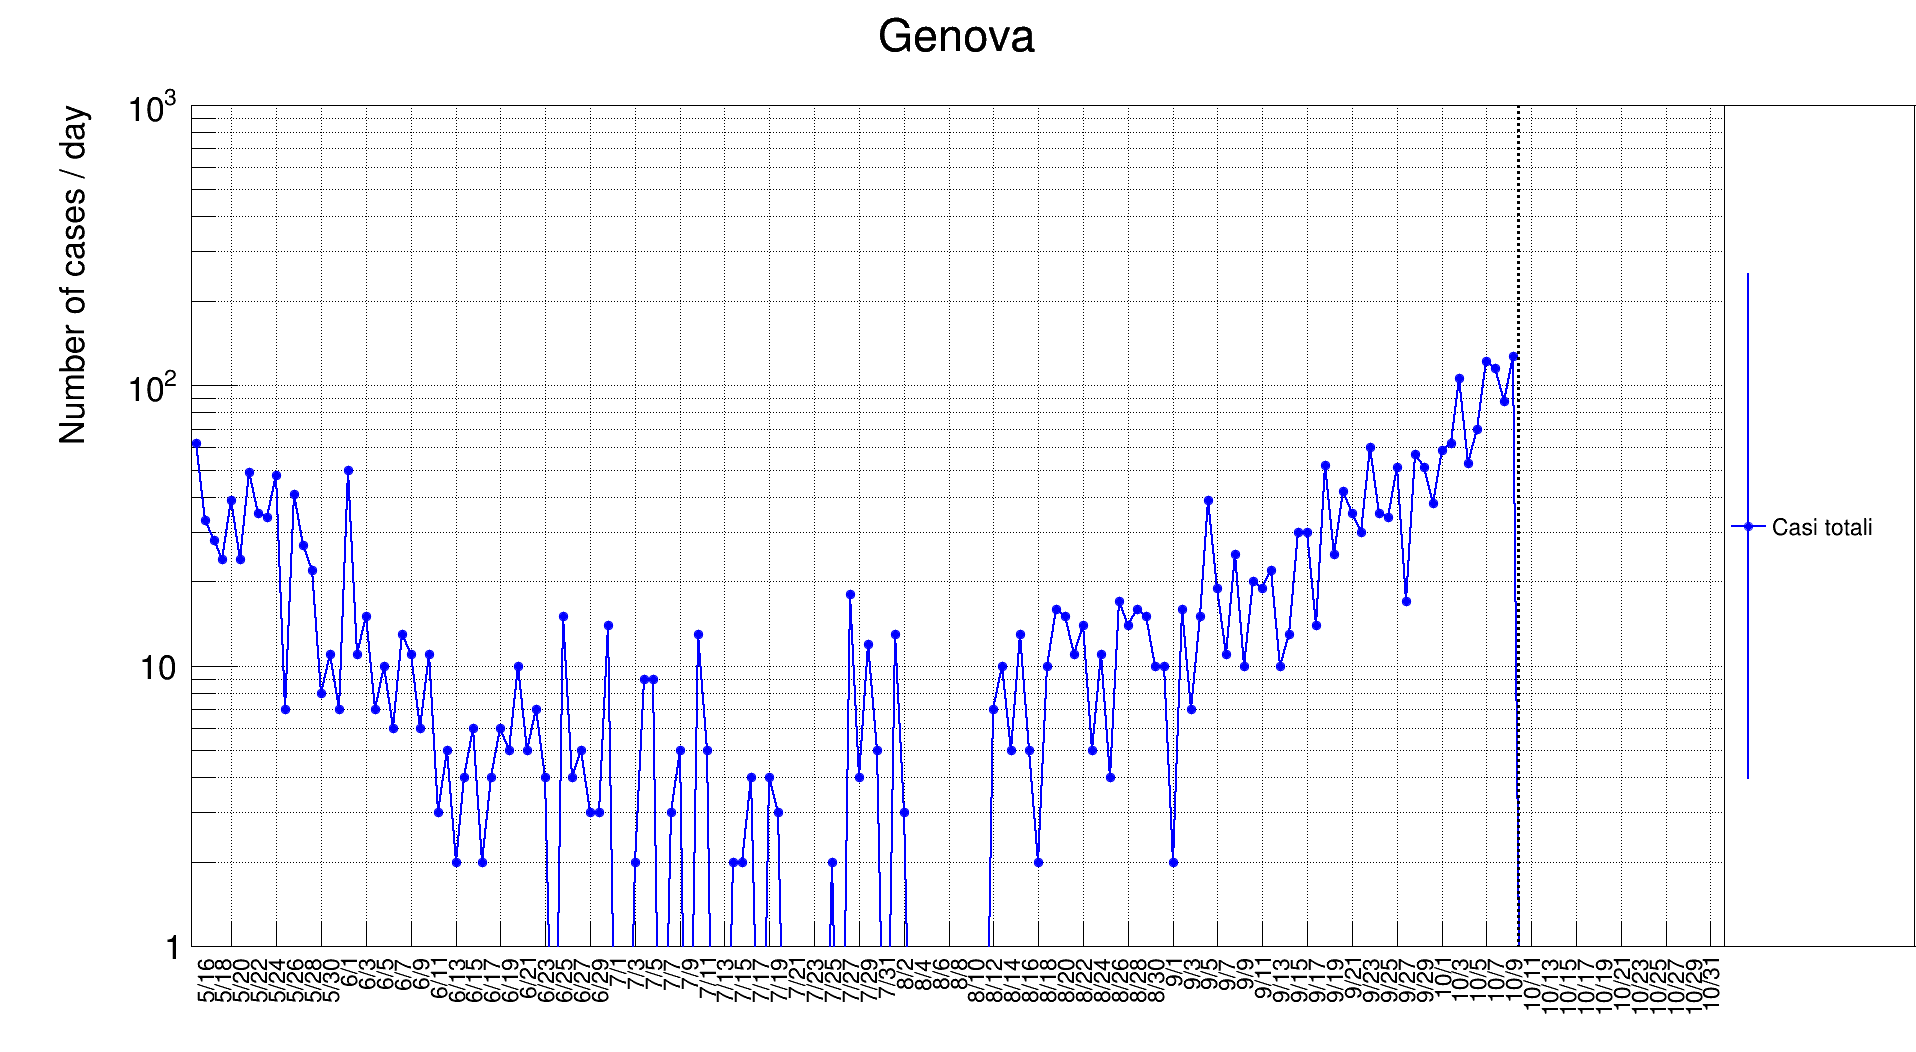 Genova
Number of cases / day
10³
10²
10
1
Casi totali
5/16 5/18 5/20 5/22 5/24 5/26 5/28 5/30 6/1 6/3 6/5 6/7 6/9 6/11 6/13 6/15 6/17 6/19 6/21 6/23 6/25 6/27 6/29 7/1 7/3 7/5 7/7 7/9 7/11 7/13 7/15 7/17 7/19 7/21 7/23 7/25 7/27 7/29 7/31 8/2 8/4 8/6 8/8 8/10 8/12 8/14 8/16 8/18 8/20 8/22 8/24 8/26 8/28 8/30 9/1 9/3 9/5 9/7 9/9 9/11 9/13 9/15 9/17 9/19 9/21 9/23 9/25 9/27 9/29 10/1 10/3 10/5 10/7 10/9 10/11 10/13 10/15 10/17 10/19 10/21 10/23 10/25 10/27 10/29 10/31